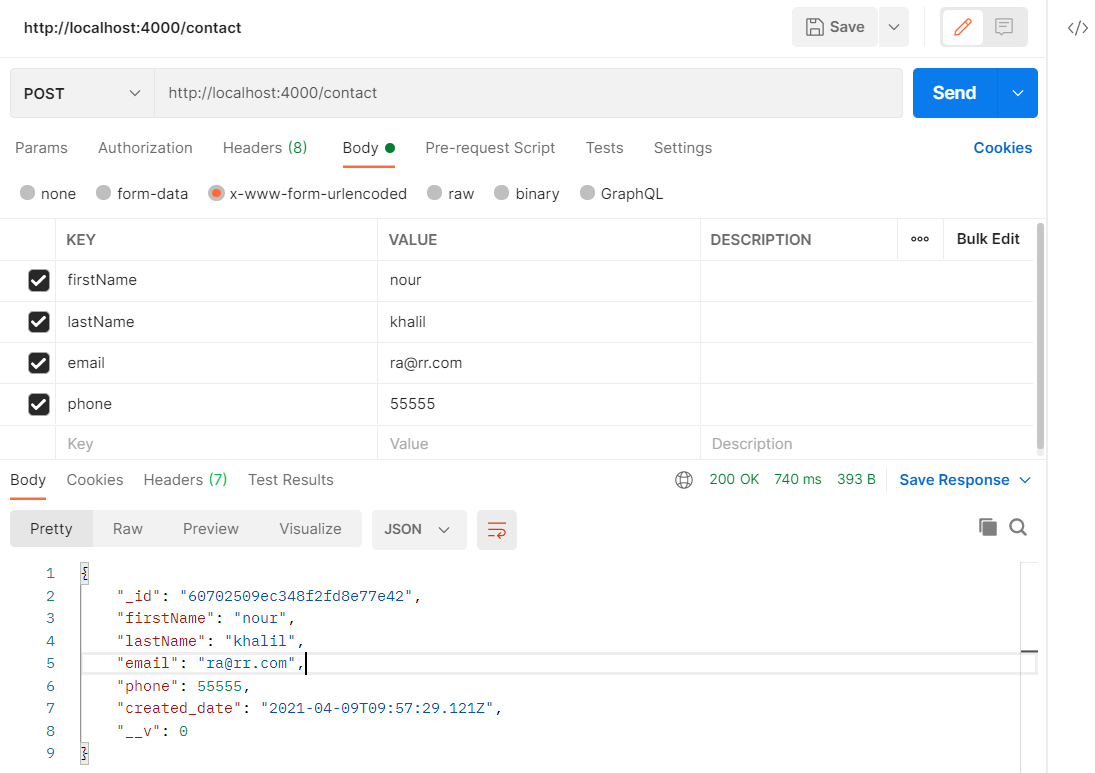 http://localhost:4000/contact Save
POST http://localhost:4000/contact Send
Params Authorization Headers (8) Body Pre-request Script Tests Settings Cookies
none form-data x-www-form-urlencoded raw binary GraphQL
KEY VALUE DESCRIPTION Bulk Edit
firstName nour
lastName khalil
email ra@rr.com
phone 55555
Key Value Description
Body Cookies Headers (7) Test Results 200 OK 740 ms 393 B Save Response
Pretty Raw Preview Visualize JSON
1 {
2 "_id": "60702509ec348f2fd8e77e42",
3 "firstName": "nour",
4 "lastName": "khalil",
5 "email": "ra@rr.com",
6 "phone": 55555,
7 "created_date": "2021-04-09T09:57:29.121Z",
8 "__v": 0
9 }